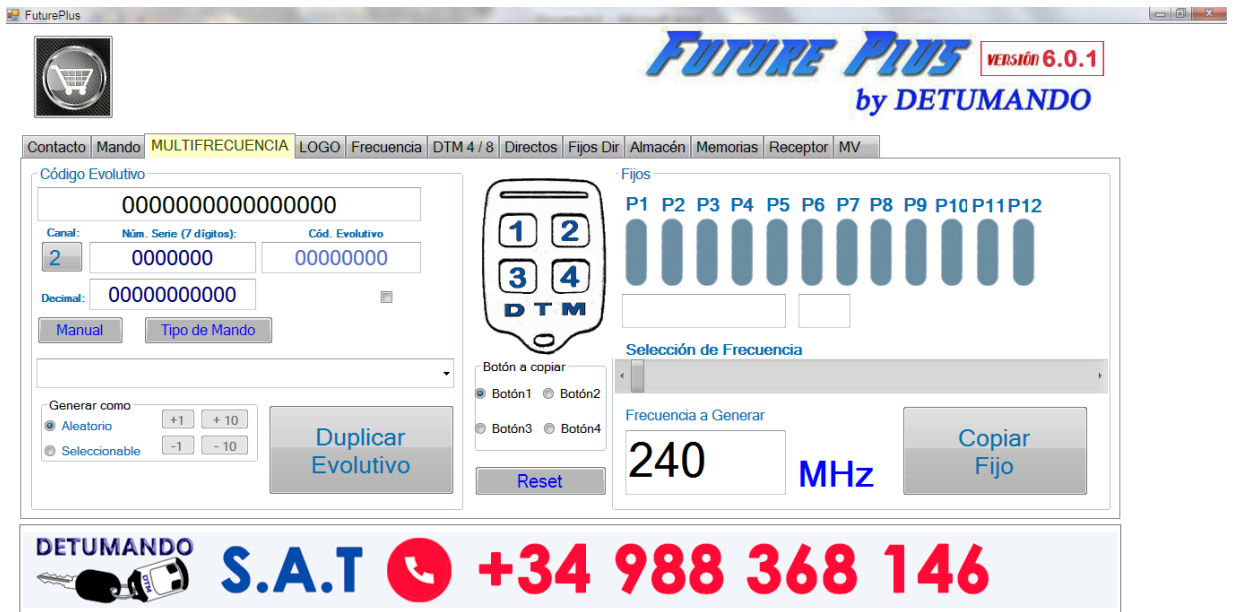 FuturePlus
FUTURE PLUS VERSIÓN 6.0.1
by DETUMANDO
Contacto Mando MULTIFRECUENCIA LOGO Frecuencia DTM 4 / 8 Directos Fijos Dir Almacén Memorias Receptor MV
Código Evolutivo
0000000000000000
Canal: Núm. Serie (7 dígitos): Cód. Evolutivo
2 0000000 00000000
Decimal: 00000000000
Manual Tipo de Mando
Generar como
Aleatorio +1 + 10
Seleccionable -1 - 10
Duplicar
Evolutivo
1 2
3 4
D T M
Botón a copiar
Botón1 Botón2
Botón3 Botón4
Reset
Fijos
P1 P2 P3 P4 P5 P6 P7 P8 P9 P10 P11 P12
Selección de Frecuencia
Frecuencia a Generar
240 MHz
Copiar
Fijo
DETUMANDO
DTM
S.A.T +34 988 368 146